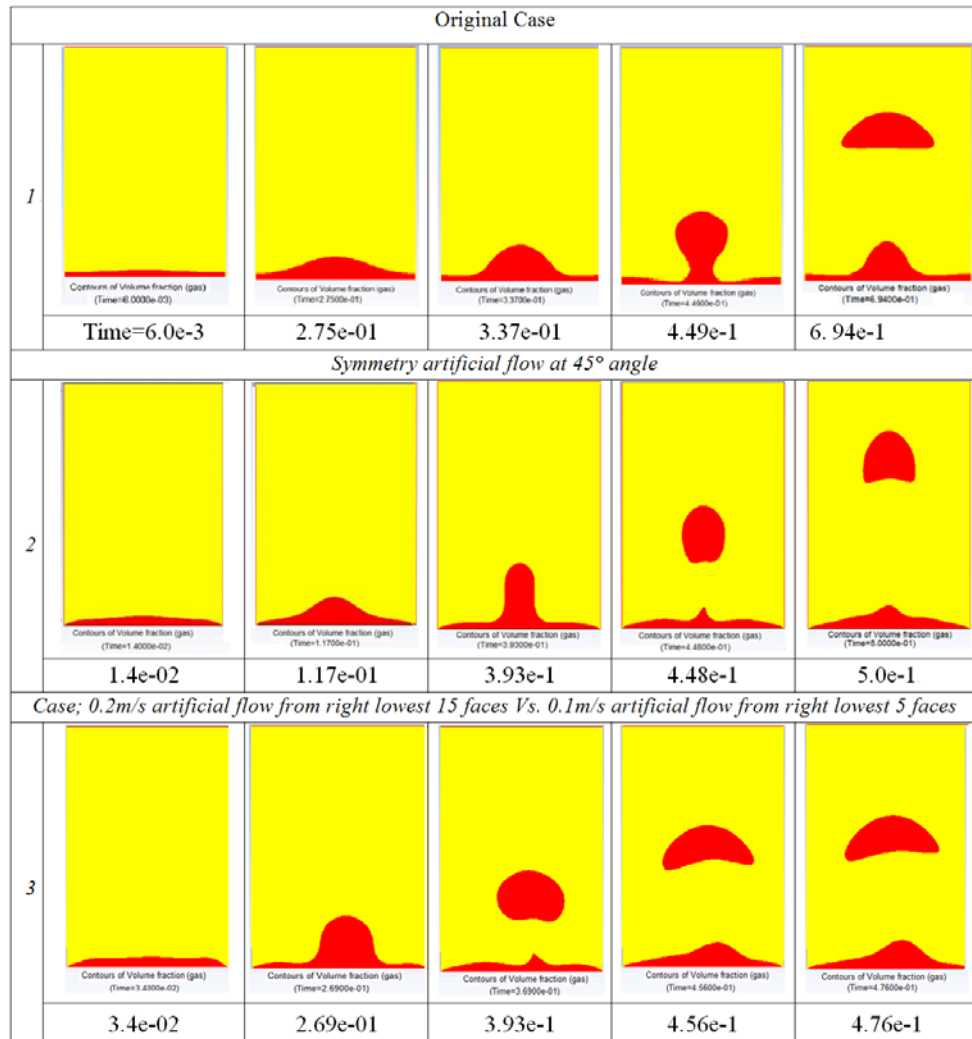 Original Case
1
Contours of Volume fraction (gas)
(Time=6.0000e-03)
Contours of Volume fraction (gas)
(Time=2.7500e-01)
Contours of Volume fraction (gas)
(Time=3.3700e-01)
Contours of Volume fraction (gas)
(Time=4.4900e-01)
Contours of Volume fraction (gas)
(Time=6.9400e-01)
Time=6.0e-3
2.75e-01
3.37e-01
4.49e-1
6. 94e-1
Symmetry artificial flow at 45° angle
2
Contours of Volume fraction (gas)
(Time=1.4000e-02)
Contours of Volume fraction (gas)
(Time=1.1700e-01)
Contours of Volume fraction (gas)
(Time=3.9300e-01)
Contours of Volume fraction (gas)
(Time=4.4800e-01)
Contours of Volume fraction (gas)
(Time=5.0000e-01)
1.4e-02
1.17e-01
3.93e-1
4.48e-1
5.0e-1
Case; 0.2m/s artificial flow from right lowest 15 faces Vs. 0.1m/s artificial flow from right lowest 5 faces
3
Contours of Volume fraction (gas)
(Time=3.4000e-02)
Contours of Volume fraction (gas)
(Time=2.6900e-01)
Contours of Volume fraction (gas)
(Time=3.6900e-01)
Contours of Volume fraction (gas)
(Time=4.5600e-01)
Contours of Volume fraction (gas)
(Time=4.7600e-01)
3.4e-02
2.69e-01
3.93e-1
4.56e-1
4.76e-1